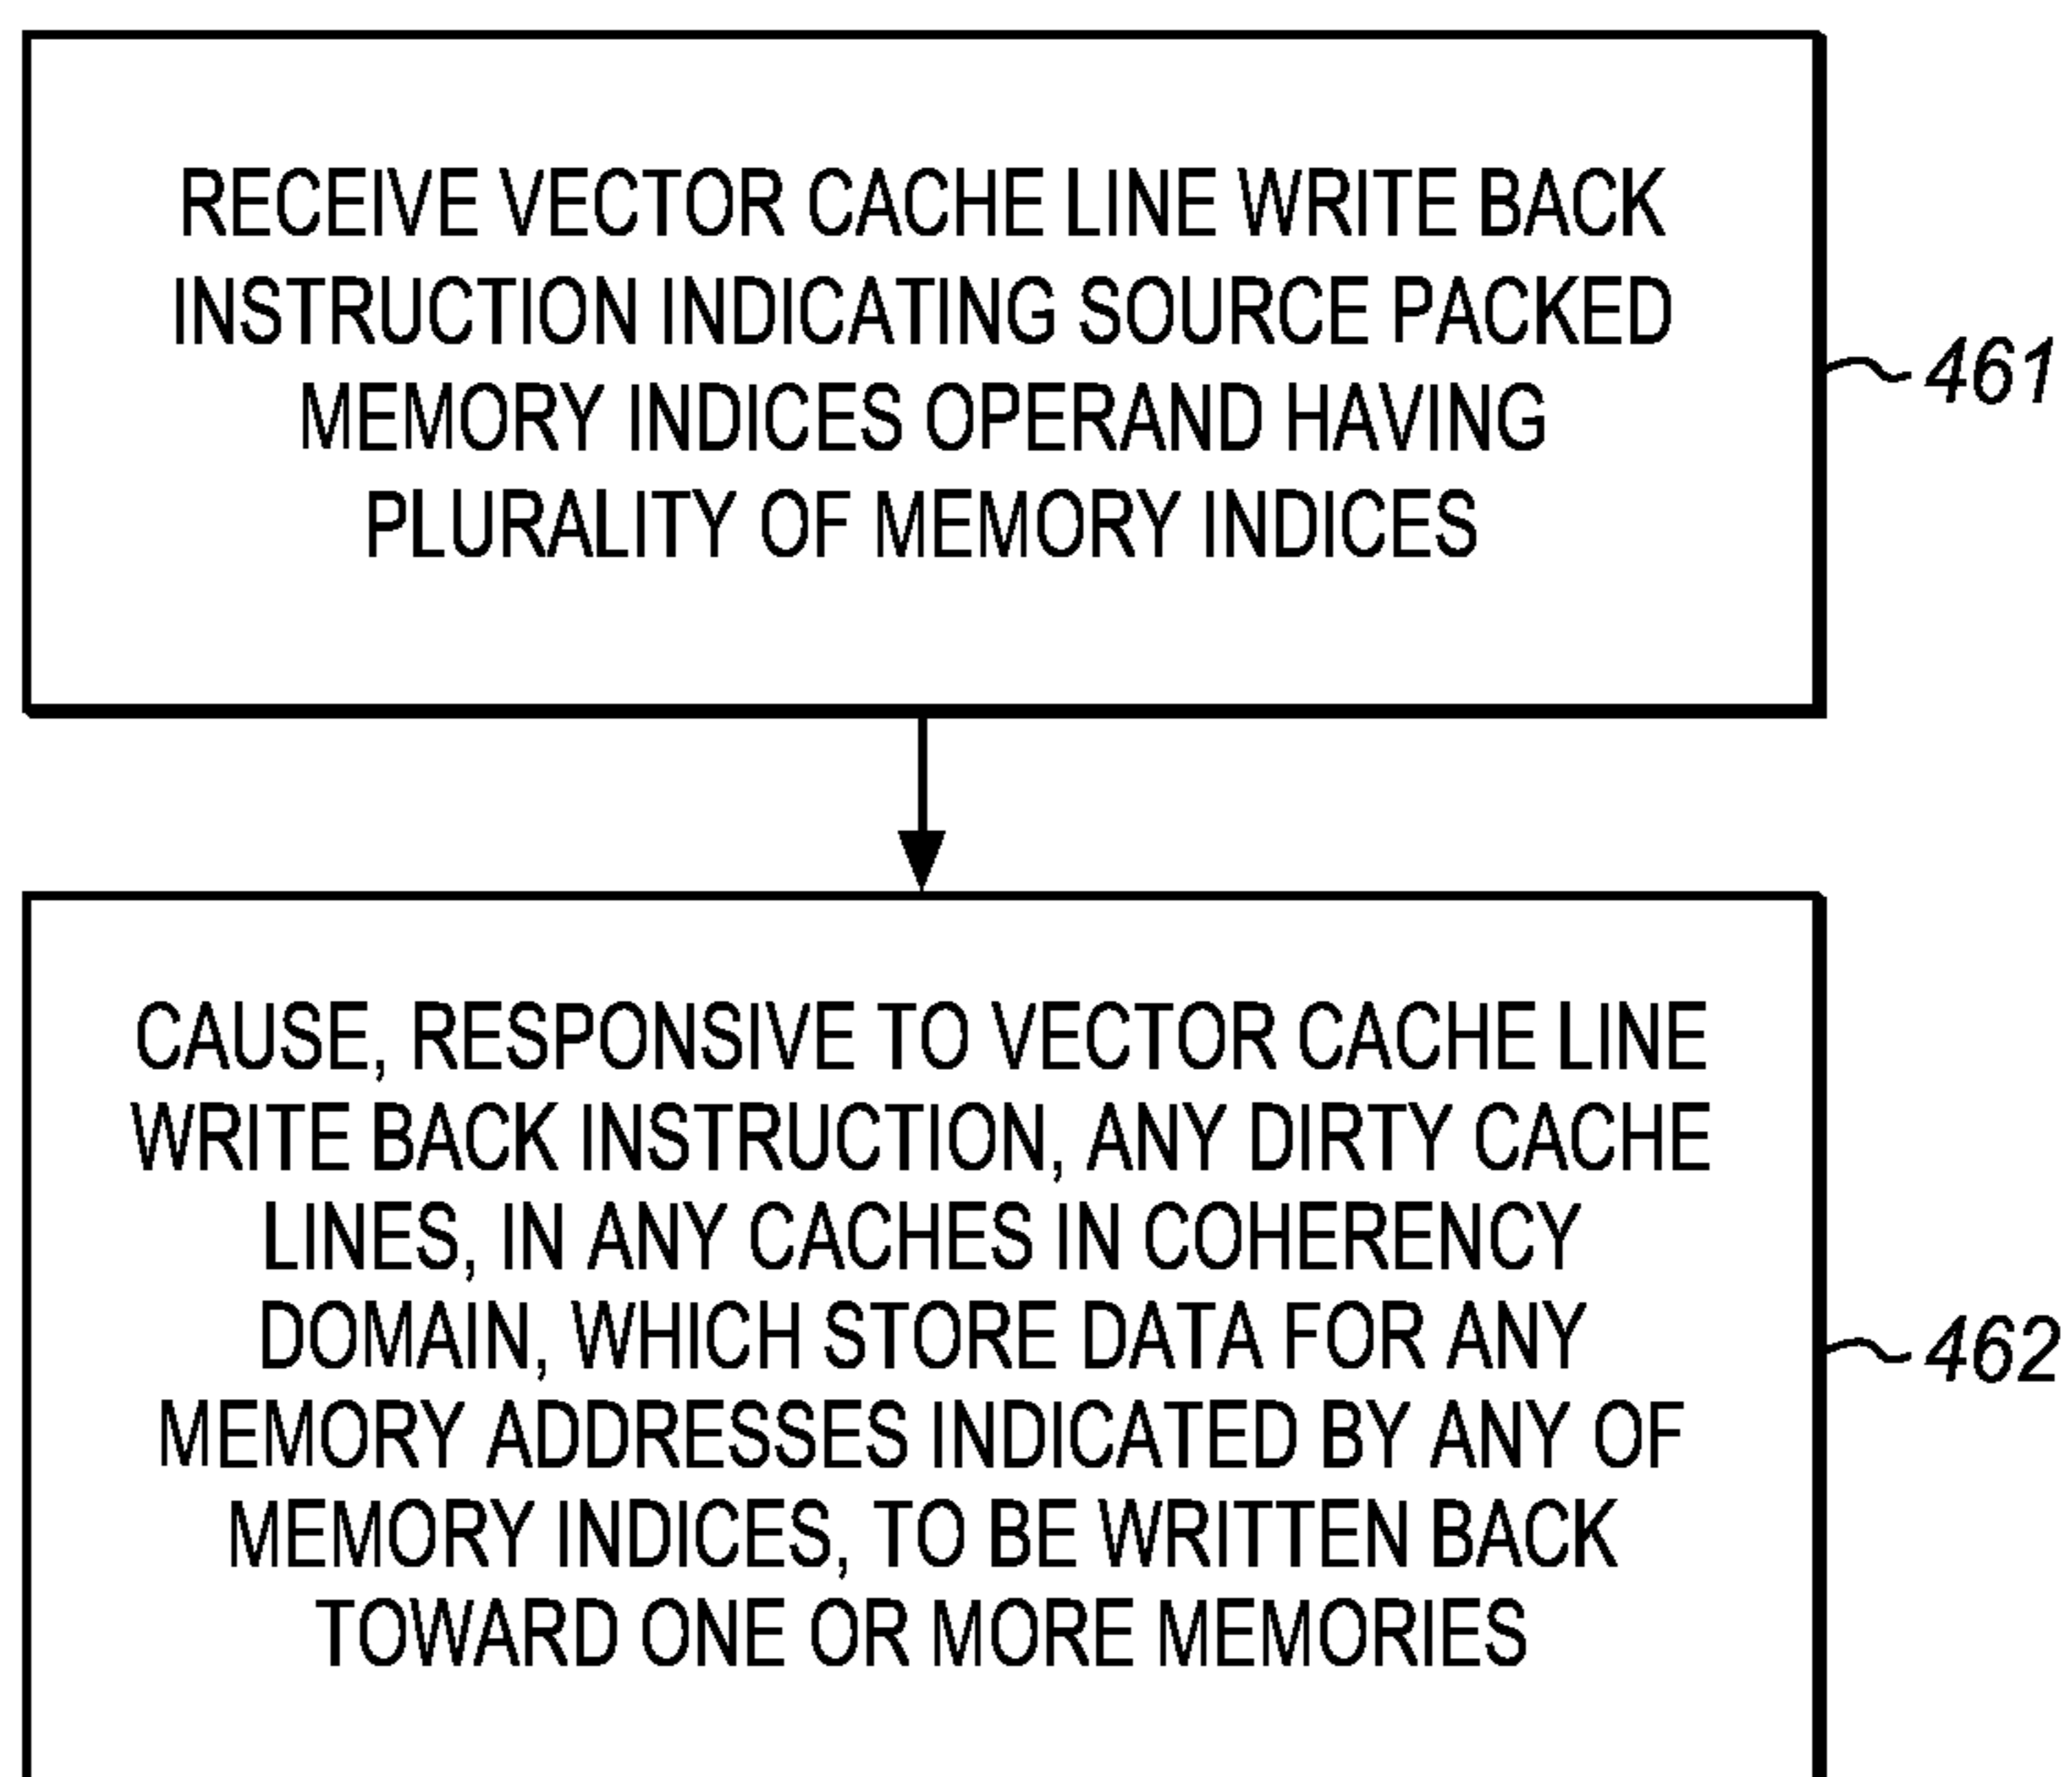 RECEIVE VECTOR CACHE LINE WRITE BACK
INSTRUCTION INDICATING SOURCE PACKED
MEMORY INDICES OPERAND HAVING
PLURALITY OF MEMORY INDICES
461
CAUSE, RESPONSIVE TO VECTOR CACHE LINE
WRITE BACK INSTRUCTION, ANY DIRTY CACHE
LINES, IN ANY CACHES IN COHERENCY
DOMAIN, WHICH STORE DATA FOR ANY
MEMORY ADDRESSES INDICATED BY ANY OF
MEMORY INDICES, TO BE WRITTEN BACK
TOWARD ONE OR MORE MEMORIES
462